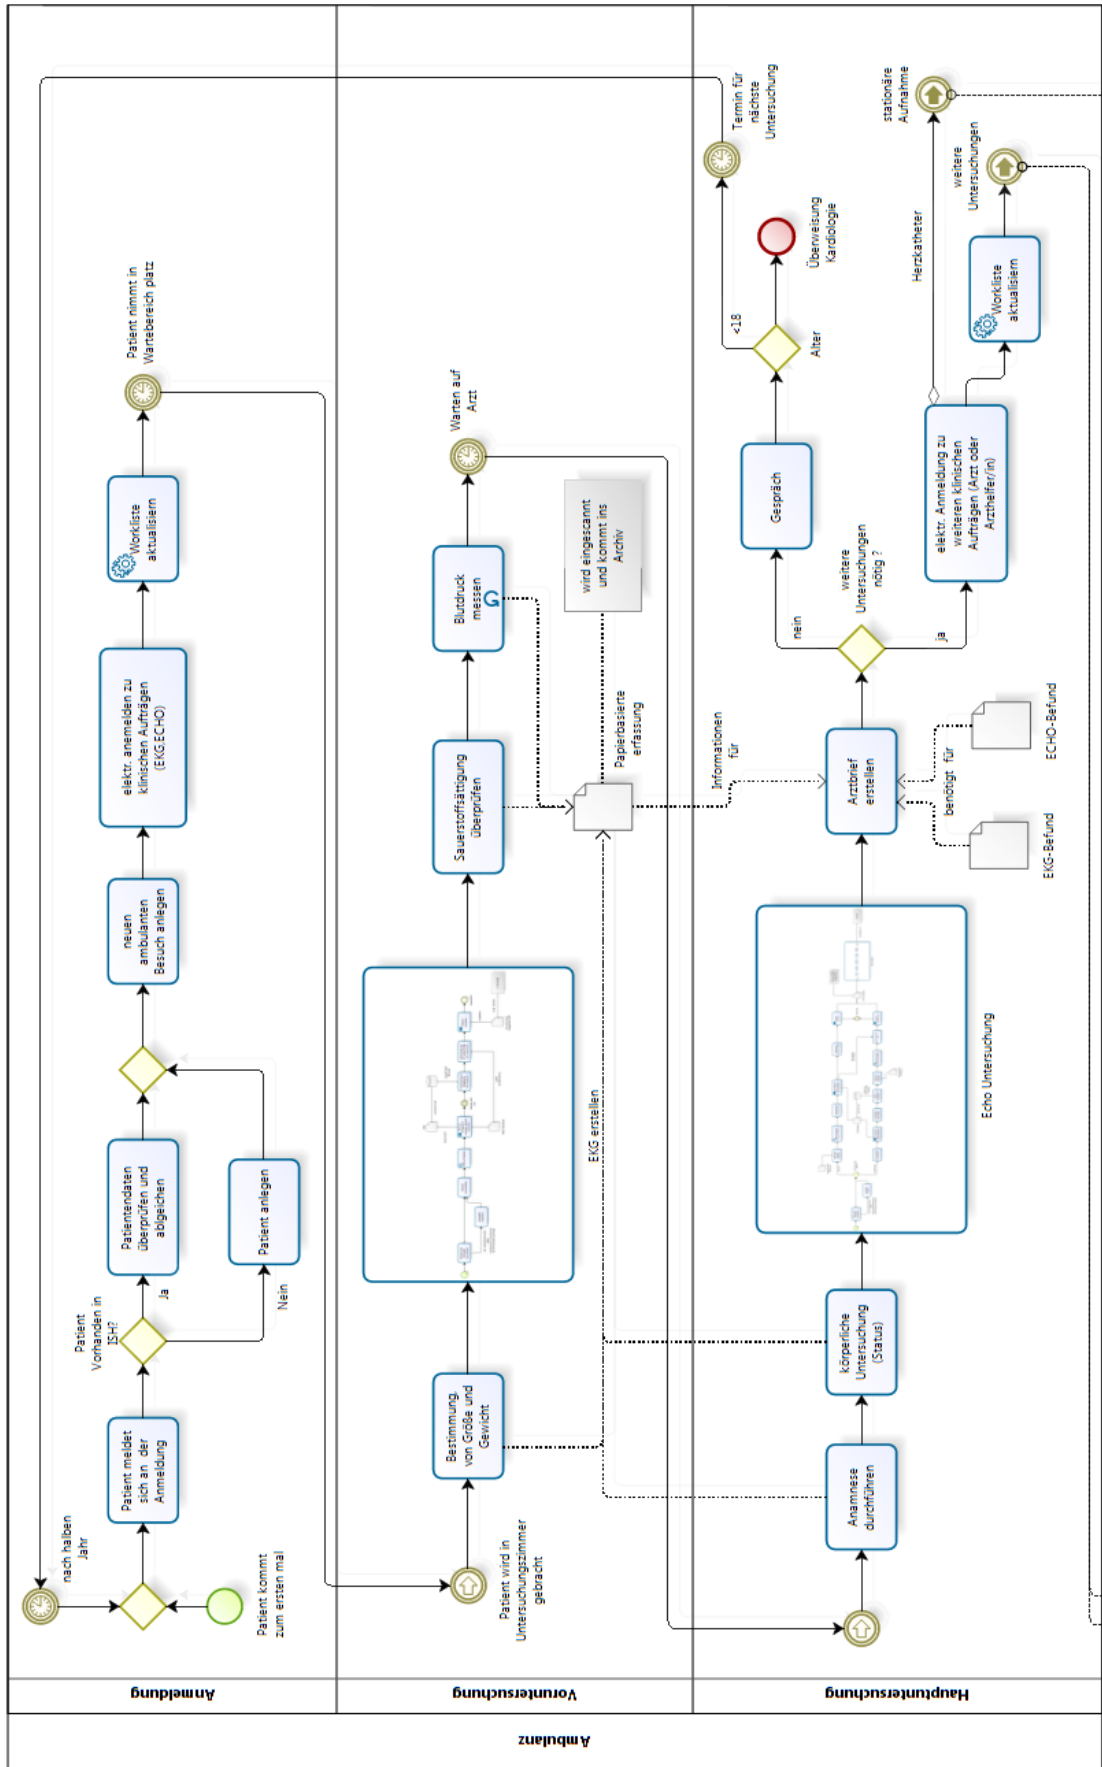 Ambulanz
Anmeldung
nach halben
Jahr
Patient kommt
zum ersten mal
Patient meldet
sich an der
Anmeldung
Patient
Vorhanden in
ISH?
Ja
Nein
Patientendaten
überprüfen und
ablgeichen
Patient anlegen
neuen
ambulanten
Besuch anlegen
elektr. anemelden zu
klinischen Aufträgen
(EKG,ECHO)
Workliste
aktualisiern
Patient nimmt in
Wartebereich platz
Voruntersuchung
Patient wird in
Untersuchungszimmer
gebracht
Bestimmung
von Größe und
Gewicht
EKG erstellen
Sauerstoffsättigung
überprüfen
Blutdruck
messen
Warten auf
Arzt
Papierbasierte
erfassung
wird eingescannt
und kommt ins
Archiv
Hauptuntersuchung
Anamnese
durchführen
körperliche
Untersuchung
(Status)
Echo Untersuchung
Informationen
für
Arztbrief
erstellen
benötigt für
EKG-Befund
ECHO-Befund
weitere
Untersuchungen
nötig ?
nein
ja
Gespräch
Alter
<18
Überweisung
Kardiologie
Termin für
nächste
Untersuchung
elektr. Anmeldung zu
weiteren klinischen
Aufträgen (Arzt oder
Arzthelfer/in)
Herzkatheter
Workliste
aktualisiern
weitere
Untersuchungen
stationäre
Aufnahme